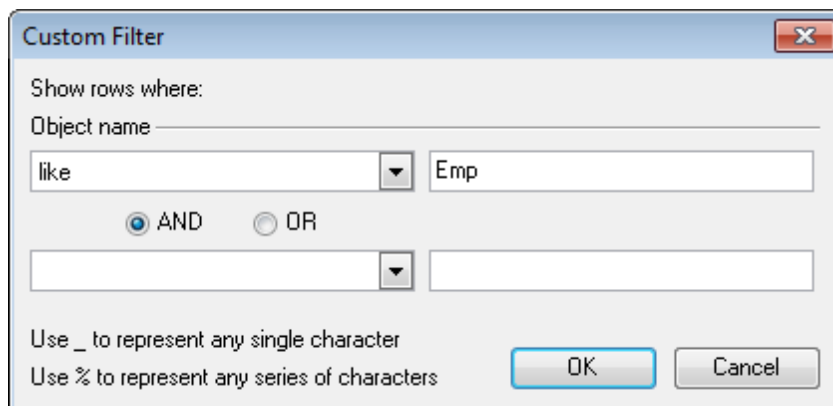 Custom Filter
Show rows where:
Object name
like Emp
AND OR
Use _ to represent any single character
Use % to represent any series of characters
OK Cancel